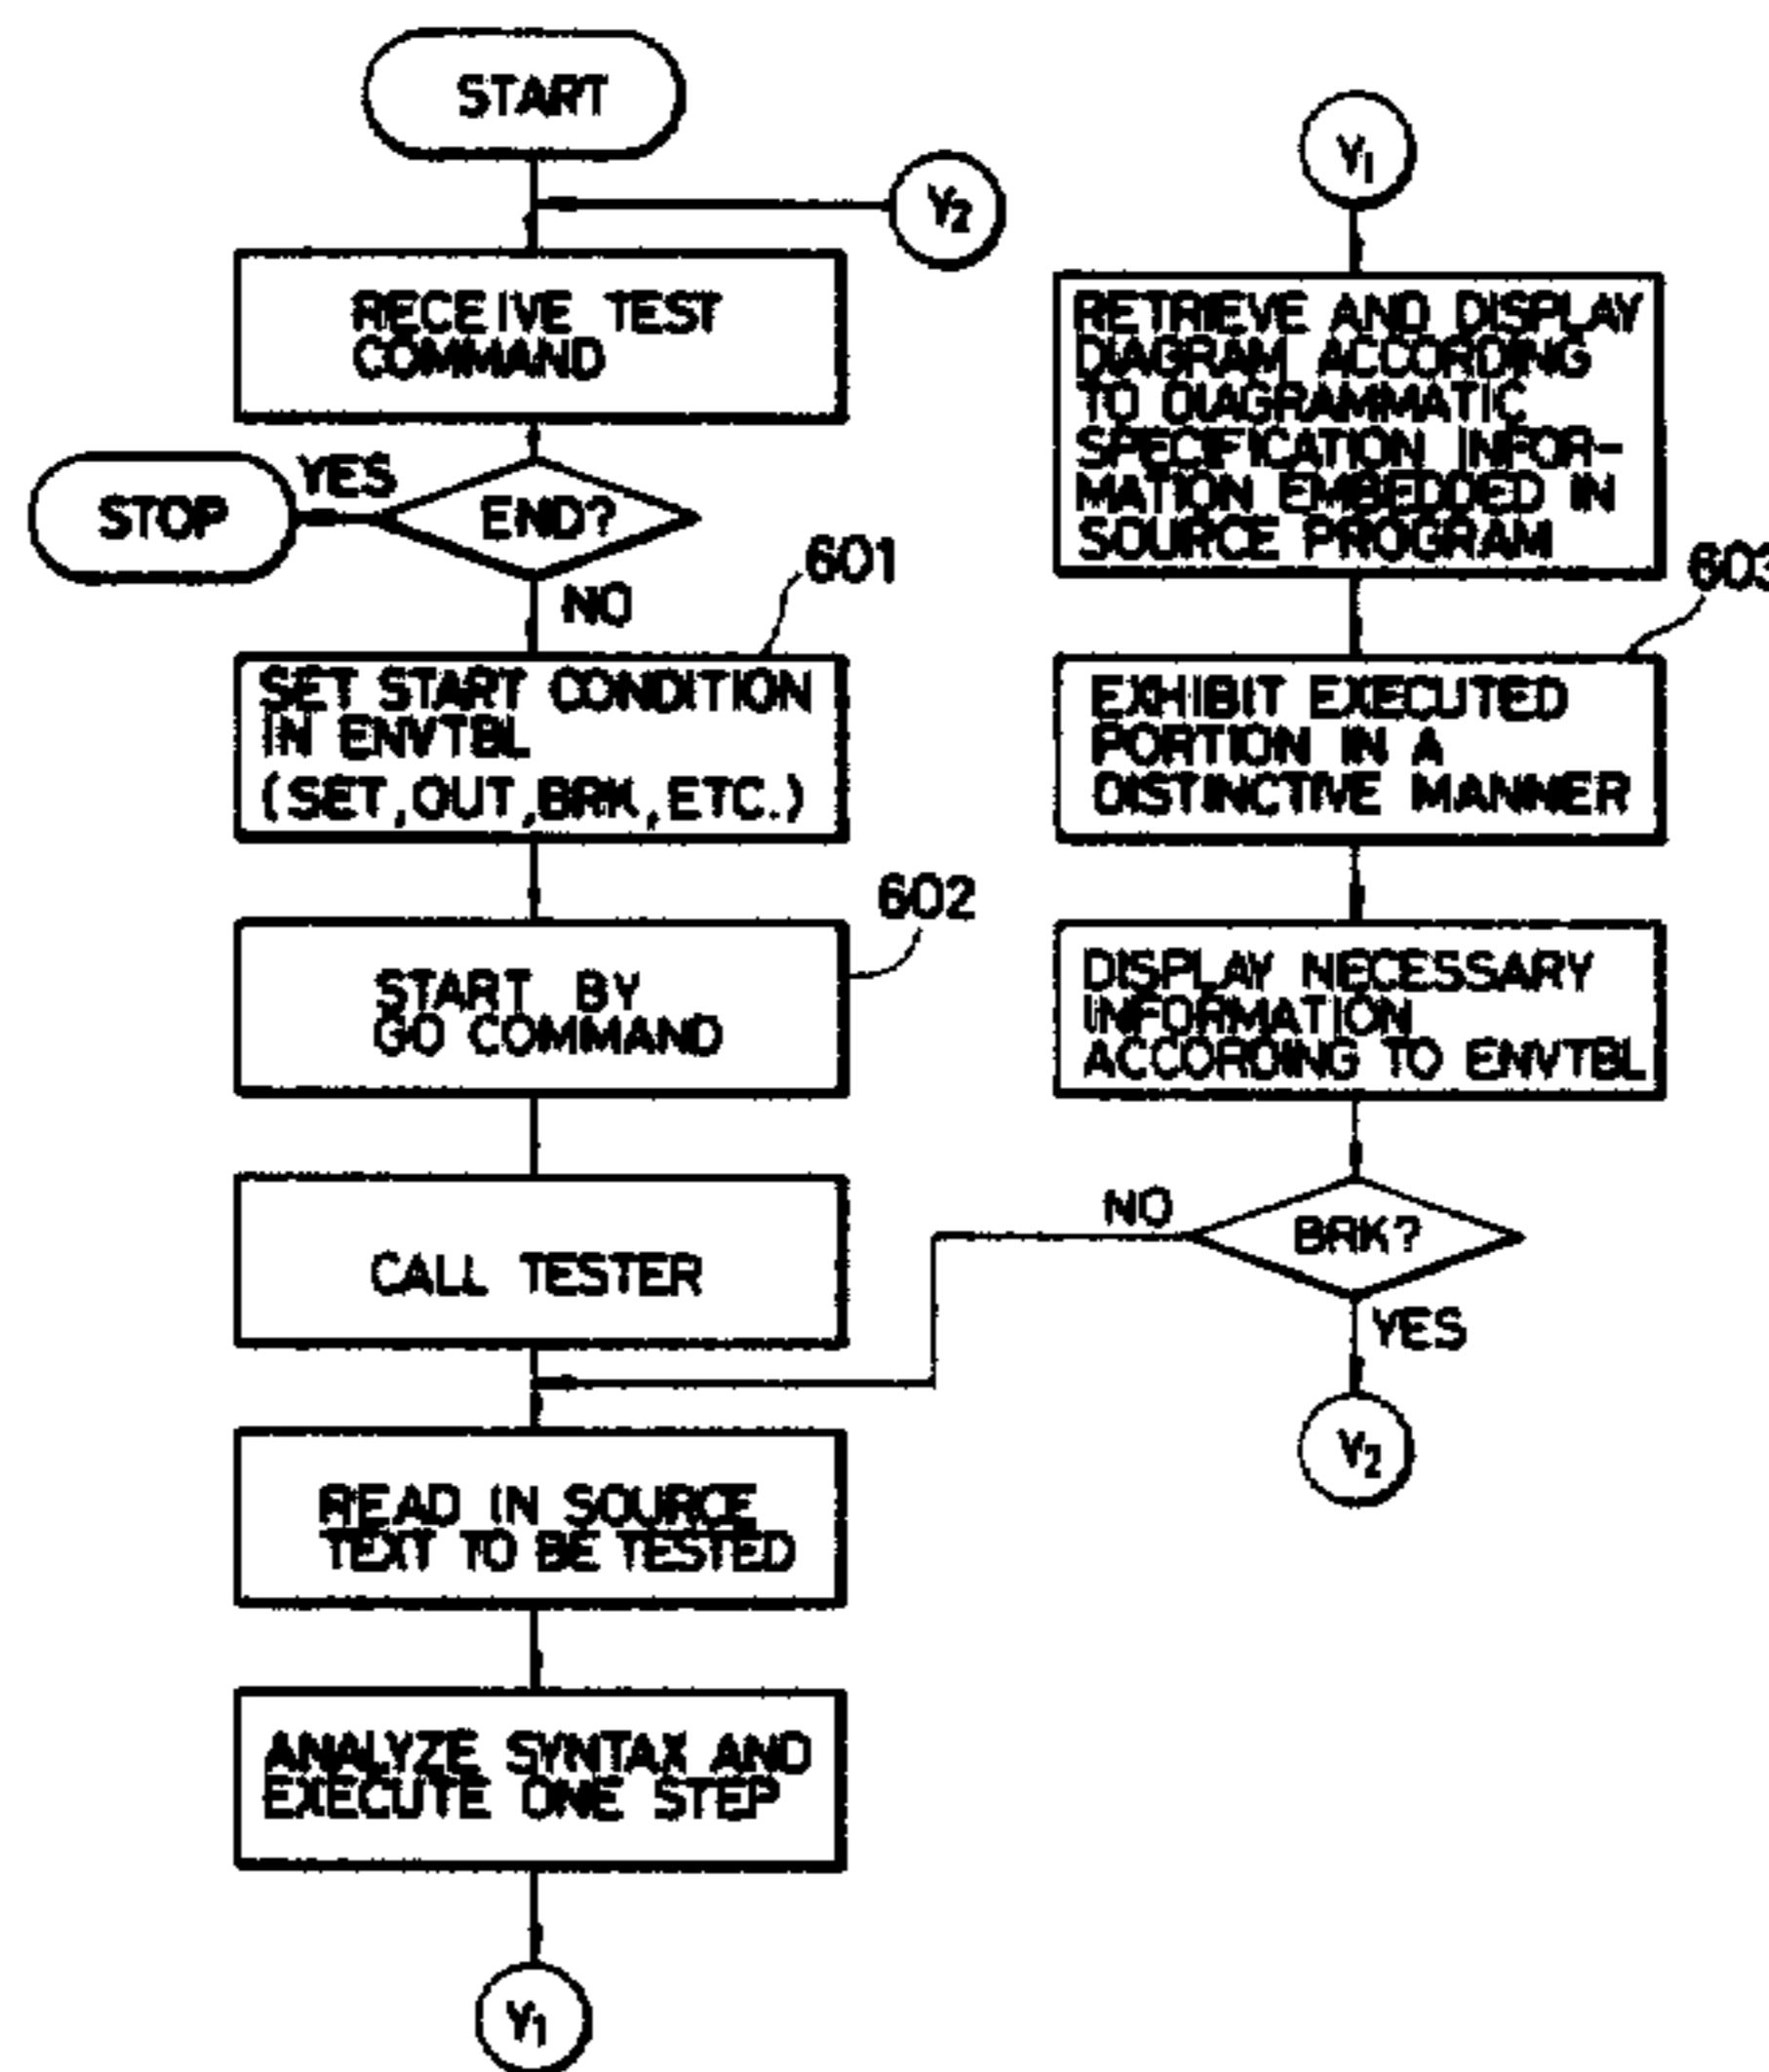 START
Y2
RECEIVE TEST
COMMAND
YES
STOP
END?
NO
601
SET START CONDITION
IN ENVTBL
(SET, OUT, BRK, ETC.)
602
START BY
GO COMMAND
CALL TESTER
READ IN SOURCE
TEXT TO BE TESTED
ANALYZE SYNTAX AND
EXECUTE ONE STEP
Y1
Y1
RETRIEVE AND DISPLAY
DIAGRAM ACCORDING
TO DIAGRAMMATIC
SPECIFICATION INFOR-
MATION EMBEDDED IN
SOURCE PROGRAM
603
EXHIBIT EXECUTED
PORTION IN A
DISTINCTIVE MANNER
DISPLAY NECESSARY
INFORMATION
ACCORDING TO ENVTBL
NO
BRK?
YES
Y2